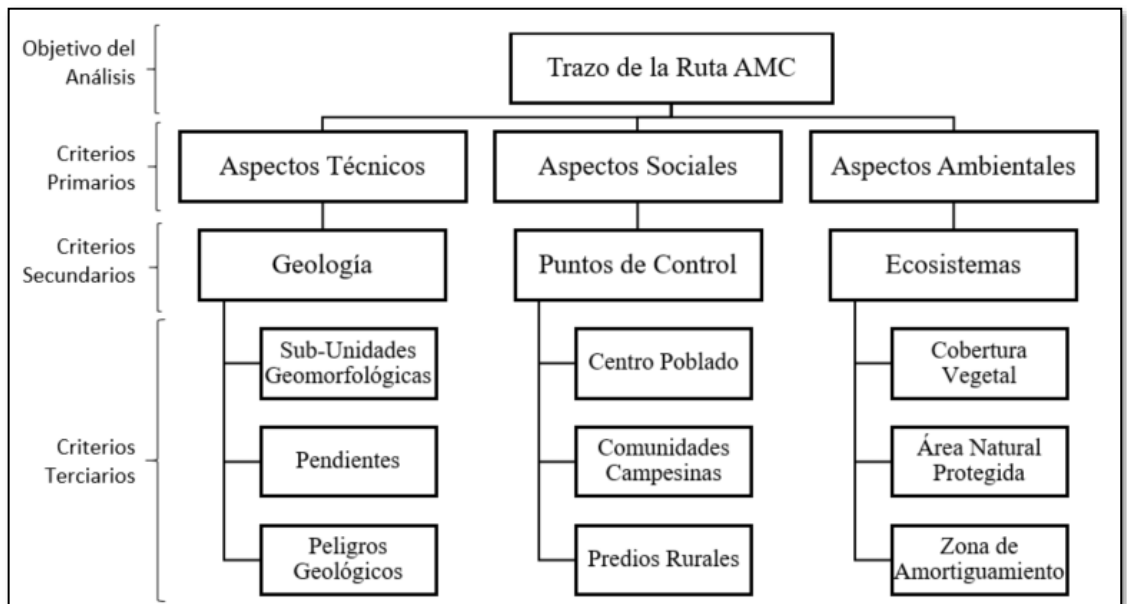 Objetivo del
Análisis
Trazo de la Ruta AMC
Criterios
Primarios
Aspectos Técnicos
Aspectos Sociales
Aspectos Ambientales
Criterios
Secundarios
Geología
Puntos de Control
Ecosistemas
Criterios
Terciarios
Sub-Unidades
Geomorfológicas
Centro Poblado
Cobertura
Vegetal
Pendientes
Comunidades
Campesinas
Área Natural
Protegida
Peligros
Geológicos
Predios Rurales
Zona de
Amortiguamiento